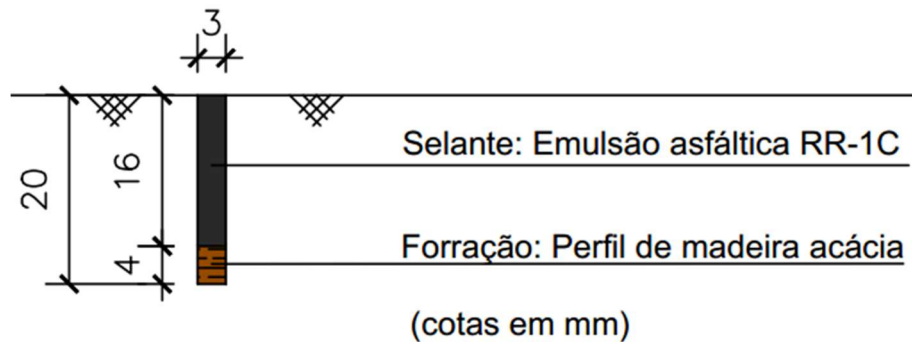 3
20
16
4
Selante: Emulsão asfáltica RR-1C
Forração: Perfil de madeira acácia
(cotas em mm)